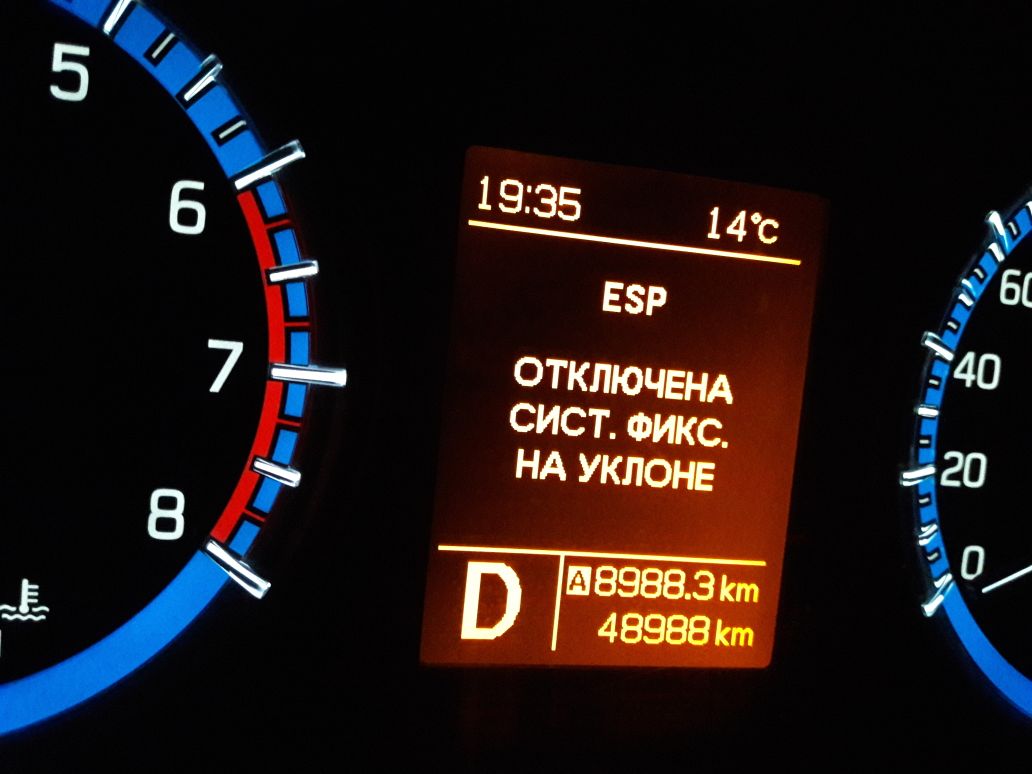 5
6
7
8
19:35 14°C
ESP
ОТКЛЮЧЕНА
СИСТ. ФИКС.
НА УКЛОНЕ
D
A 8988.3 km
48988 km
60
40
20
0